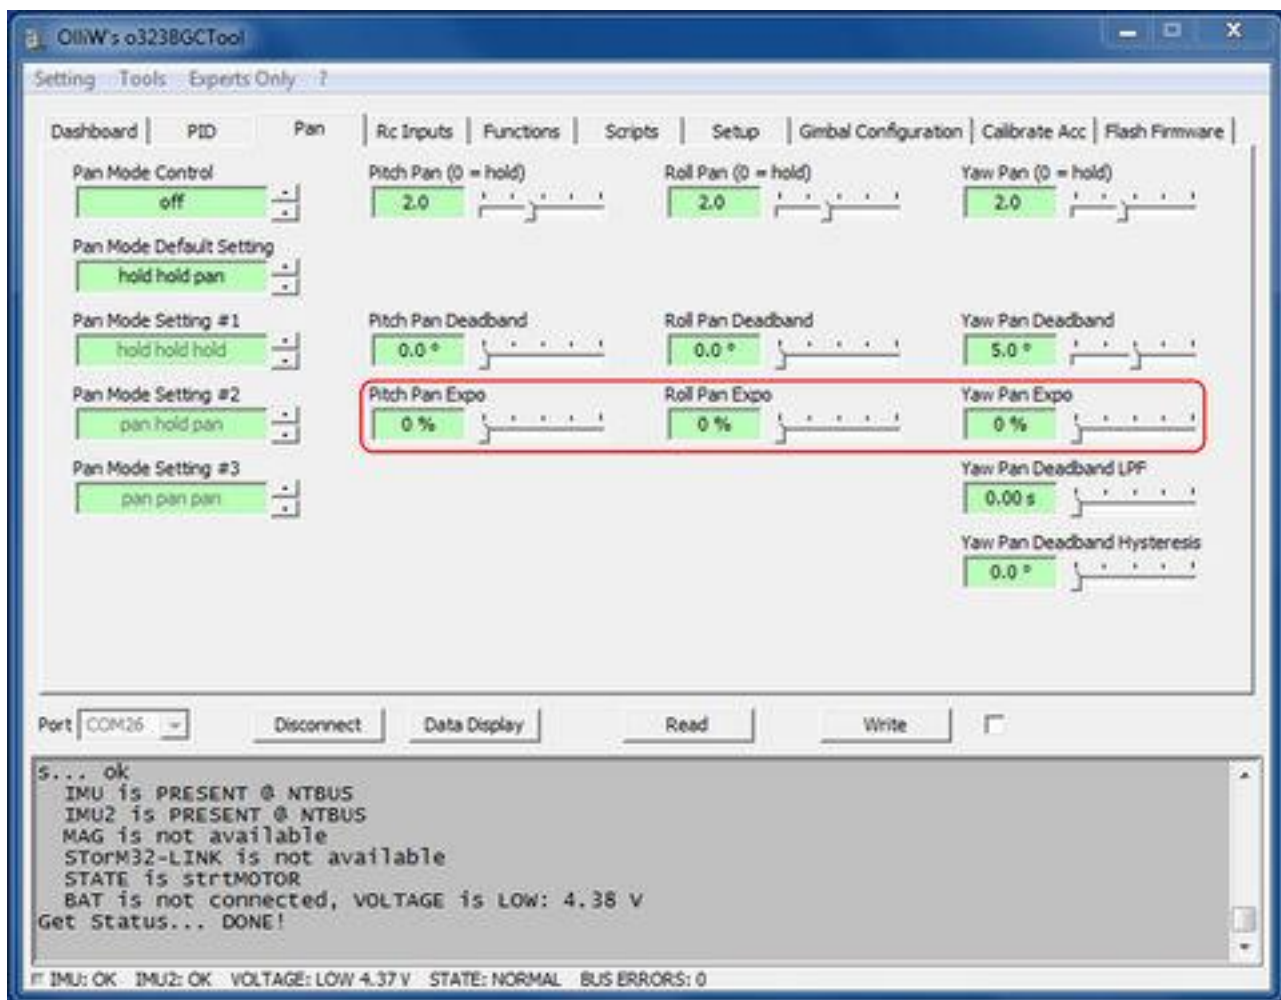 OlliW's o323BGCTool
Setting Tools Experts Only ?
Dashboard PID Pan Rc Inputs Functions Scripts Setup Gimbal Configuration Calibrate Acc Flash Firmware
Pan Mode Control Pitch Pan (0 = hold) Roll Pan (0 = hold) Yaw Pan (0 = hold)
off 2.0 2.0 2.0
Pan Mode Default Setting
hold hold pan
Pan Mode Setting #1 Pitch Pan Deadband Roll Pan Deadband Yaw Pan Deadband
hold hold hold 0.0 ° 0.0 ° 5.0 °
Pan Mode Setting #2 Pitch Pan Expo Roll Pan Expo Yaw Pan Expo
pan hold pan 0 % 0 % 0 %
Pan Mode Setting #3 Yaw Pan Deadband LPF
pan pan pan 0.00 s
Yaw Pan Deadband Hysteresis
0.0 °
Port COM26 Disconnect Data Display Read Write
s... ok
IMU is PRESENT @ NTBUS
IMU2 is PRESENT @ NTBUS
MAG is not available
STorM32-LINK is not available
STATE is strtMOTOR
BAT is not connected, VOLTAGE is LOW: 4.38 V
Get Status... DONE!
IMU: OK IMU2: OK VOLTAGE: LOW 4.37 V STATE: NORMAL BUS ERRORS: 0